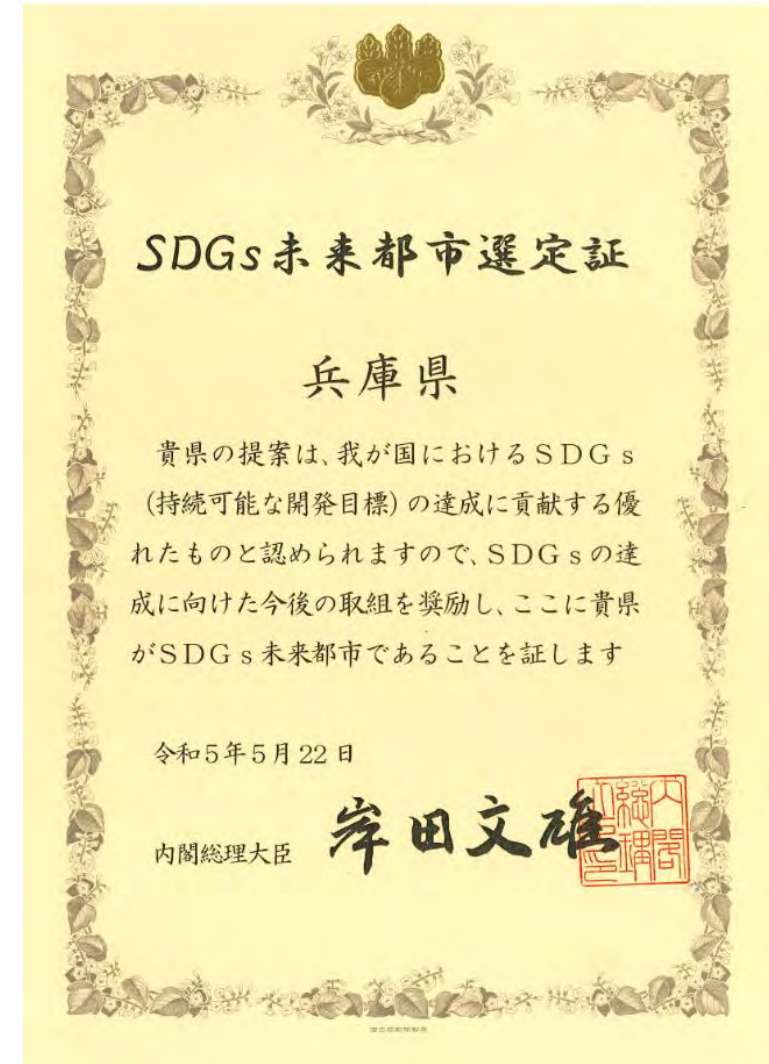 SDGs未来都市選定証
兵庫県
貴県の提案は、我が国におけるSDGs
(持続可能な開発目標)の達成に貢献する優
れたものと認められますので、SDGsの達
成に向けた今後の取組を奨励し、ここに貴県
がSDGs未来都市であることを証します
令和5年5月22日
内閣総理大臣 岸田文雄